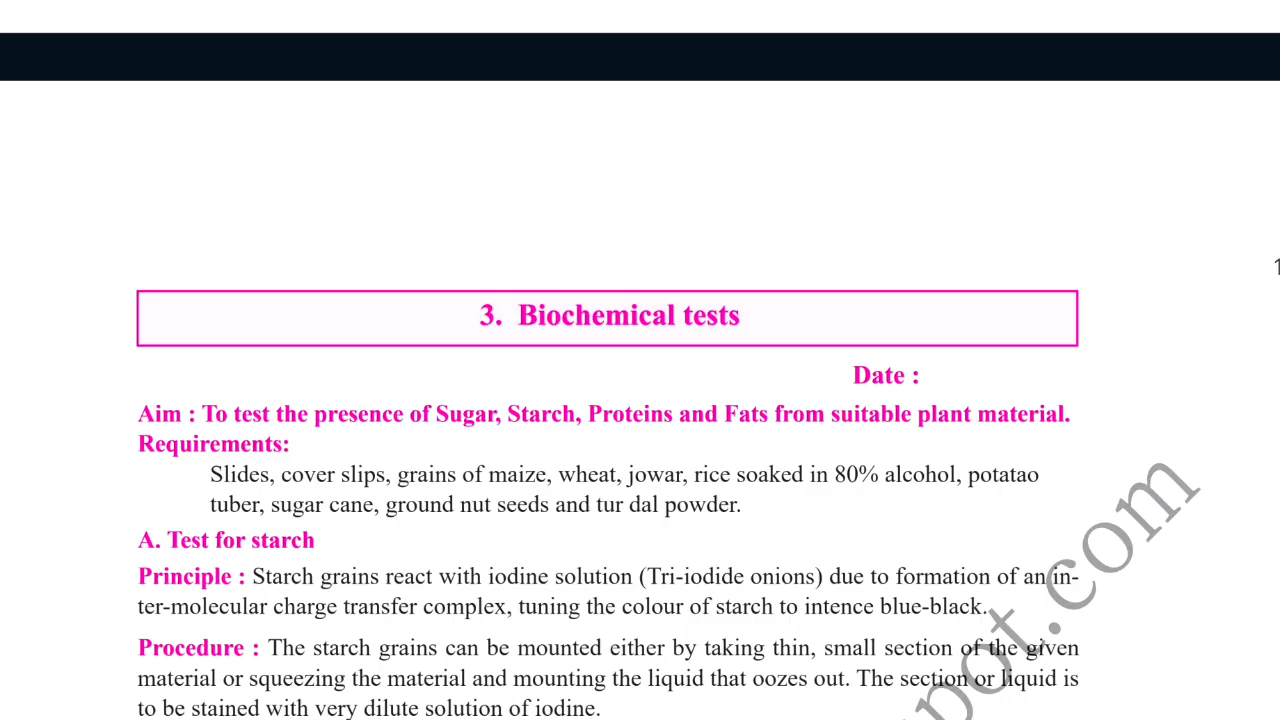 1
3. Biochemical tests
Date :
Aim : To test the presence of Sugar, Starch, Proteins and Fats from suitable plant material.
Requirements:
Slides, cover slips, grains of maize, wheat, jowar, rice soaked in 80% alcohol, potatao
tuber, sugar cane, ground nut seeds and tur dal powder.
A. Test for starch
Principle : Starch grains react with iodine solution (Tri-iodide onions) due to formation of an in-
ter-molecular charge transfer complex, tuning the colour of starch to intence blue-black.
Procedure : The starch grains can be mounted either by taking thin, small section of the given
material or squeezing the material and mounting the liquid that oozes out. The section or liquid is
to be stained with very dilute solution of iodine.
pot.com